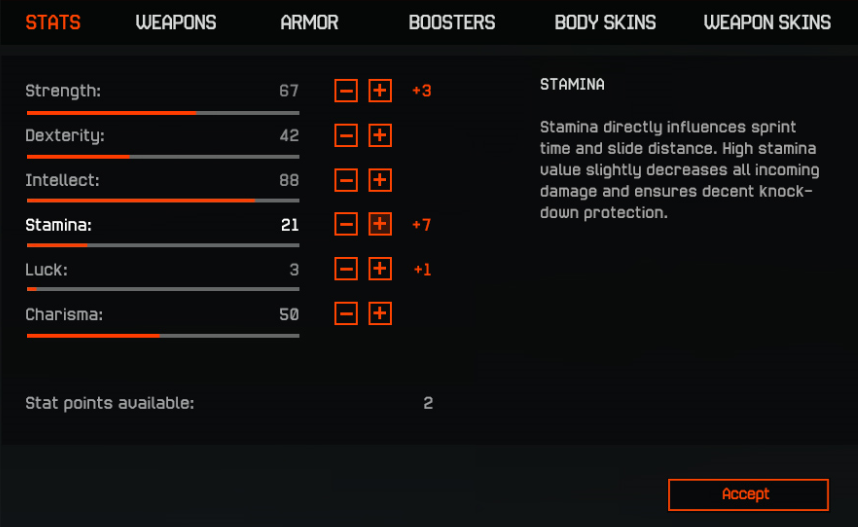 STATS WEAPONS ARMOR BOOSTERS BODY SKINS WEAPON SKINS
Strength: 67 - + +3
Dexterity: 42 - +
Intellect: 88 - +
Stamina: 21 - + +7
Luck: 3 - + +1
Charisma: 50 - +
Stat points available: 2
STAMINA
Stamina directly influences sprint
time and slide distance. High stamina
value slightly decreases all incoming
damage and ensures decent knock-
down protection.
Accept